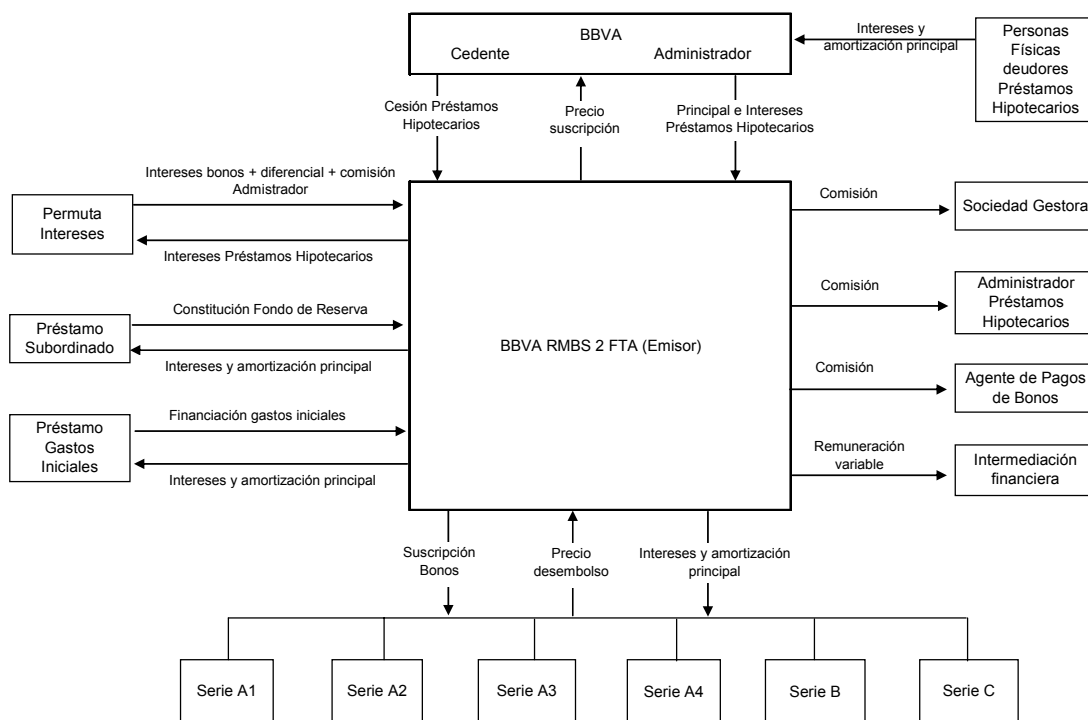 BBVA
Cedente
Administrador
Intereses y
amortización principal
Personas
Físicas
deudores
Préstamos
Hipotecarios
Cesión Préstamos
Hipotecarios
Precio
suscripción
Principal e Intereses
Préstamos Hipotecarios
Intereses bonos + diferencial + comisión
Admistrador
Permuta
Intereses
Intereses Préstamos Hipotecarios
Constitución Fondo de Reserva
Préstamo
Subordinado
Intereses y amortización principal
Financiación gastos iniciales
Préstamo
Gastos
Iniciales
Intereses y amortización principal
BBVA RMBS 2 FTA (Emisor)
Comisión
Sociedad Gestora
Comisión
Administrador
Préstamos
Hipotecarios
Comisión
Agente de Pagos
de Bonos
Remuneración
variable
Intermediación
financiera
Suscripción
Bonos
Precio
desembolso
Intereses y amortización
principal
Serie A1
Serie A2
Serie A3
Serie A4
Serie B
Serie C